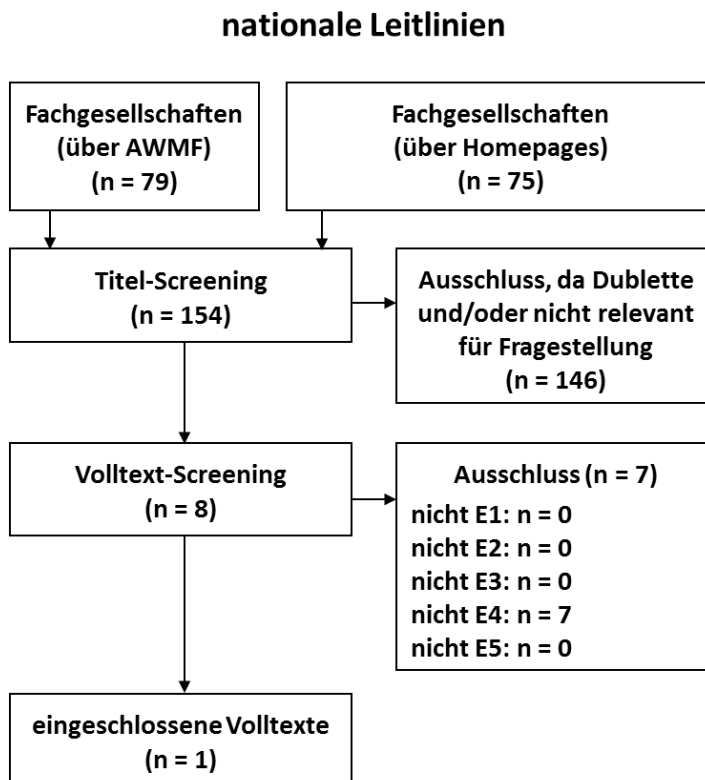 nationale Leitlinien
Fachgesellschaften
(über AWMF)
(n = 79)
Fachgesellschaften
(über Homepages)
(n = 75)
Titel-Screening
(n = 154)
Ausschluss, da Dublette
und/oder nicht relevant
für Fragestellung
(n = 146)
Volltext-Screening
(n = 8)
Ausschluss (n = 7)
nicht E1: n = 0
nicht E2: n = 0
nicht E3: n = 0
nicht E4: n = 7
nicht E5: n = 0
eingeschlossene Volltexte
(n = 1)